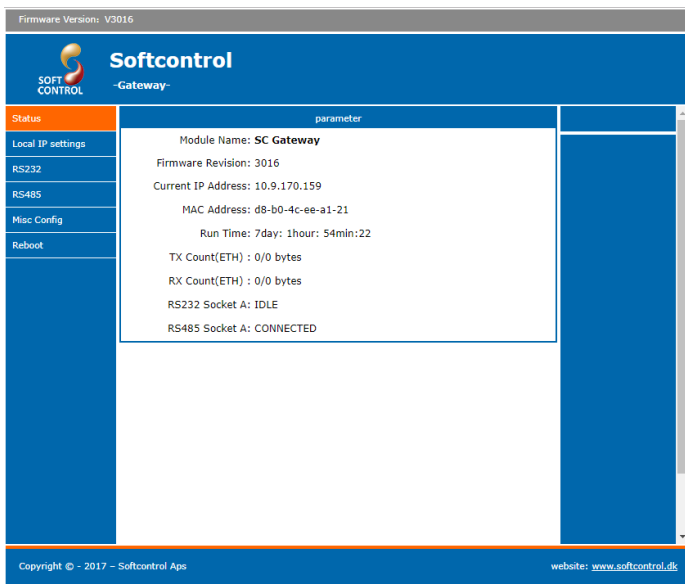 Firmware Version: V3016
SOFT
CONTROL
Softcontrol
-Gateway-
Status
Local IP settings
RS232
RS485
Misc Config
Reboot
parameter
Module Name: SC Gateway
Firmware Revision: 3016
Current IP Address: 10.9.170.159
MAC Address: d8-b0-4c-ee-a1-21
Run Time: 7day: 1hour: 54min:22
TX Count(ETH) : 0/0 bytes
RX Count(ETH) : 0/0 bytes
RS232 Socket A: IDLE
RS485 Socket A: CONNECTED
Copyright © - 2017 – Softcontrol Aps
website: www.softcontrol.dk